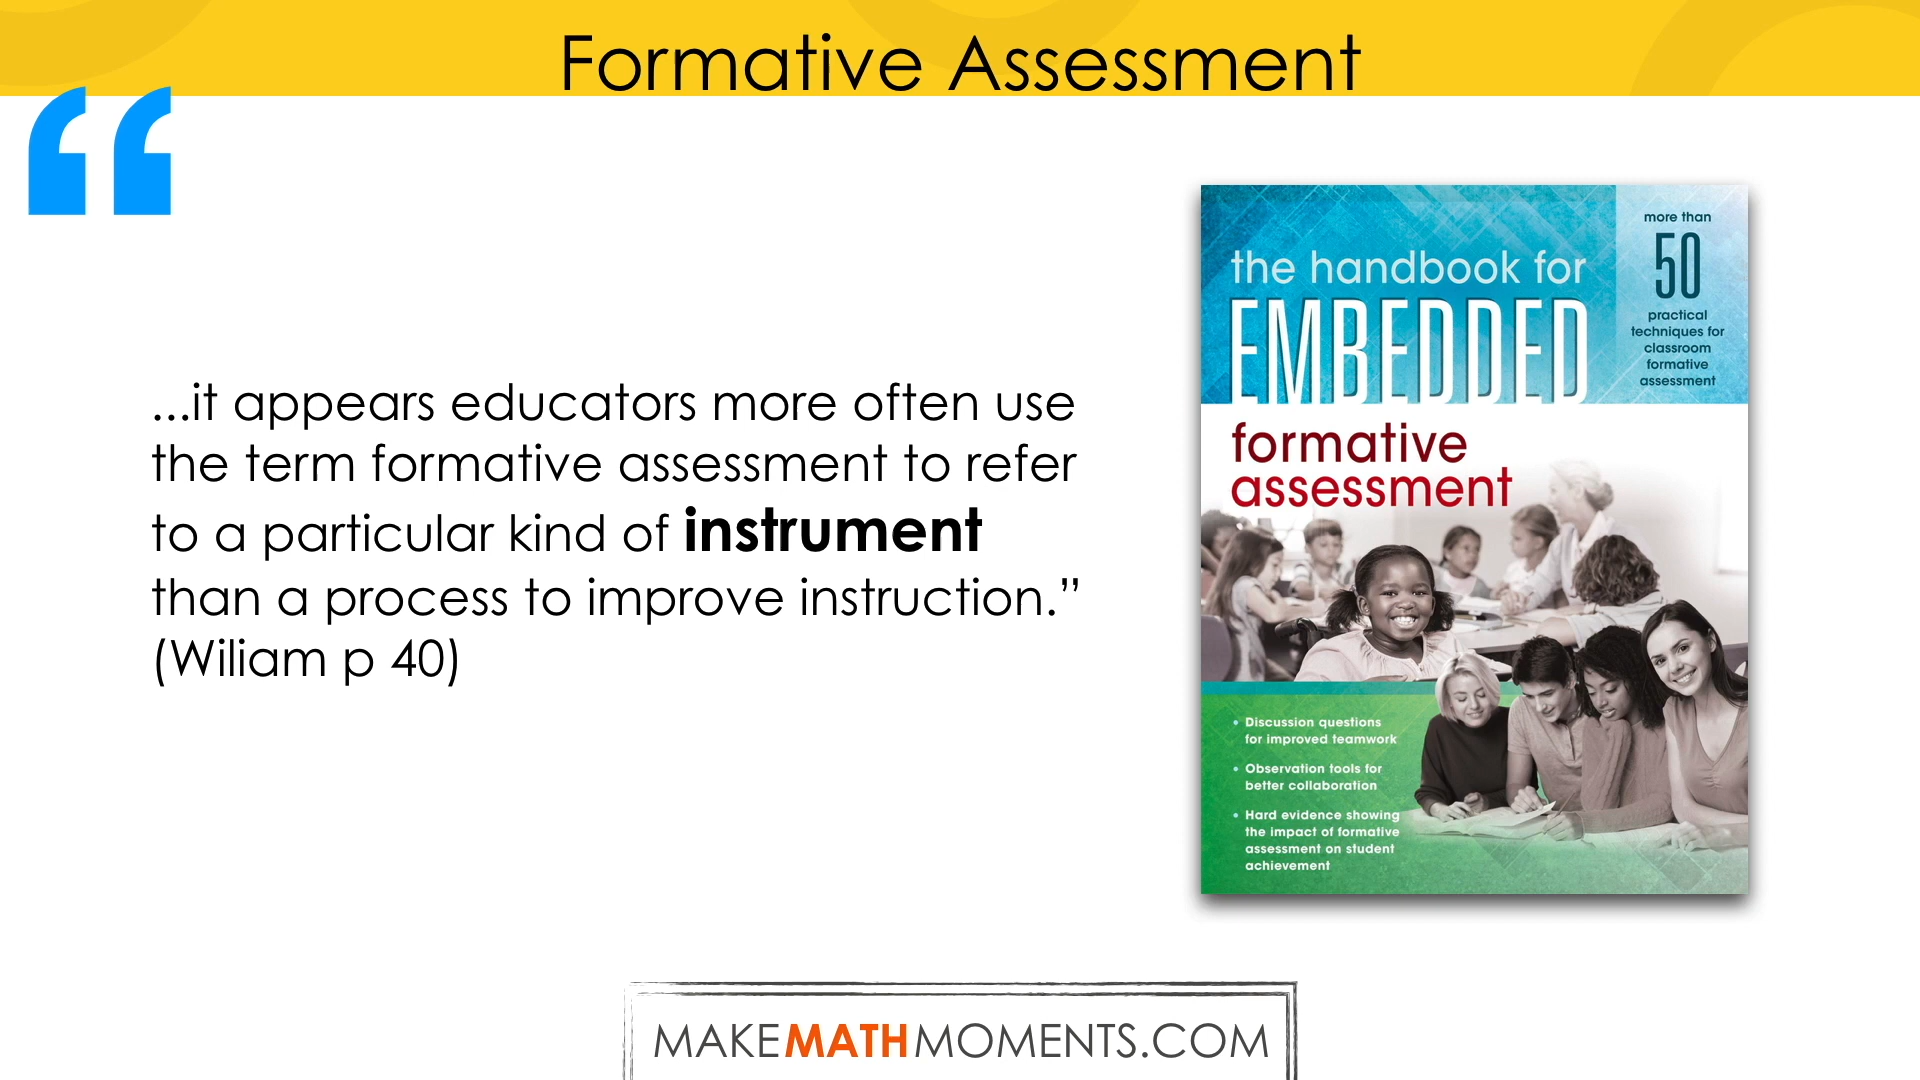 Formative Assessment
“
...it appears educators more often use
the term formative assessment to refer
to a particular kind of instrument
than a process to improve instruction.”
(Wiliam p 40)
the handbook for
EMBEDDED
formative
assessment
more than
50
practical
techniques for
classroom
formative
assessment
• Discussion questions
for improved teamwork
• Observation tools for
better collaboration
• Hard evidence showing
the impact of formative
assessment on student
achievement
MAKEMATHMOMENTS.COM